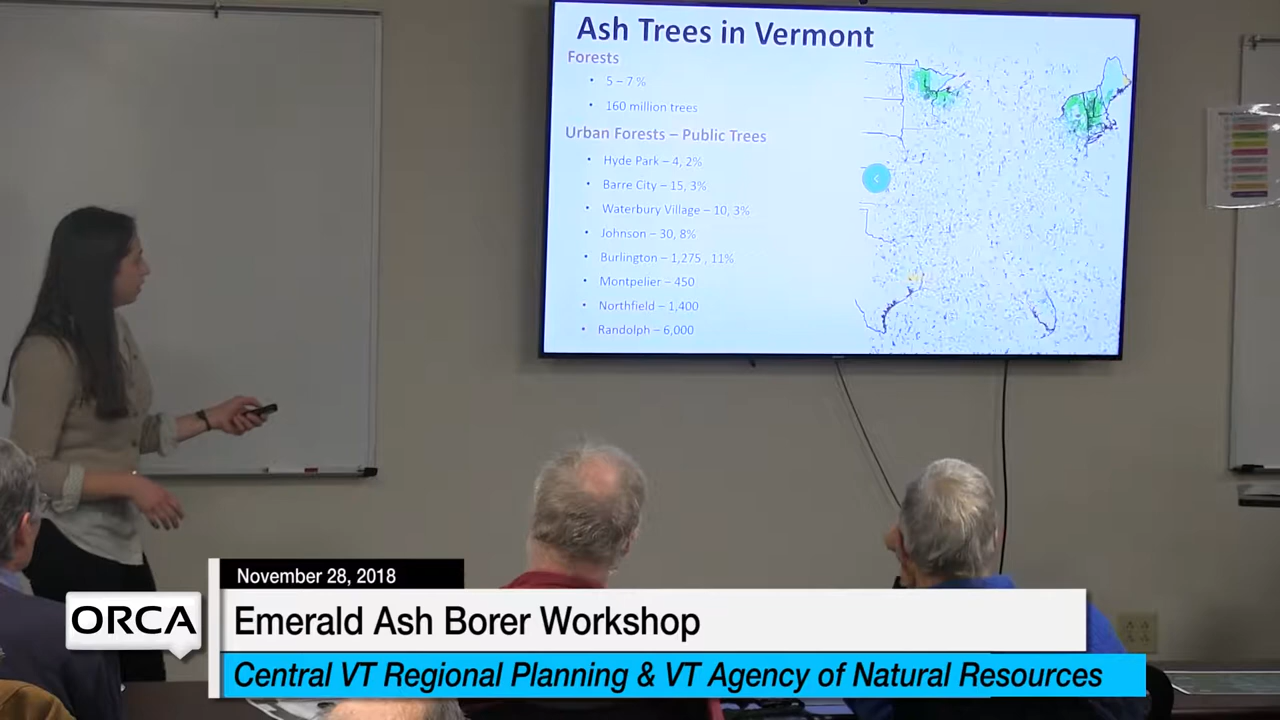 Ash Trees in Vermont
Forests
• 5 – 7 %
• 160 million trees
Urban Forests – Public Trees
• Hyde Park – 4, 2%
• Barre City – 15, 3%
• Waterbury Village – 10, 3%
• Johnson – 30, 8%
• Burlington – 1,275 , 11%
• Montpelier – 450
• Northfield – 1,400
• Randolph – 6,000
November 28, 2018
ORCA
Emerald Ash Borer Workshop
Central VT Regional Planning & VT Agency of Natural Resources